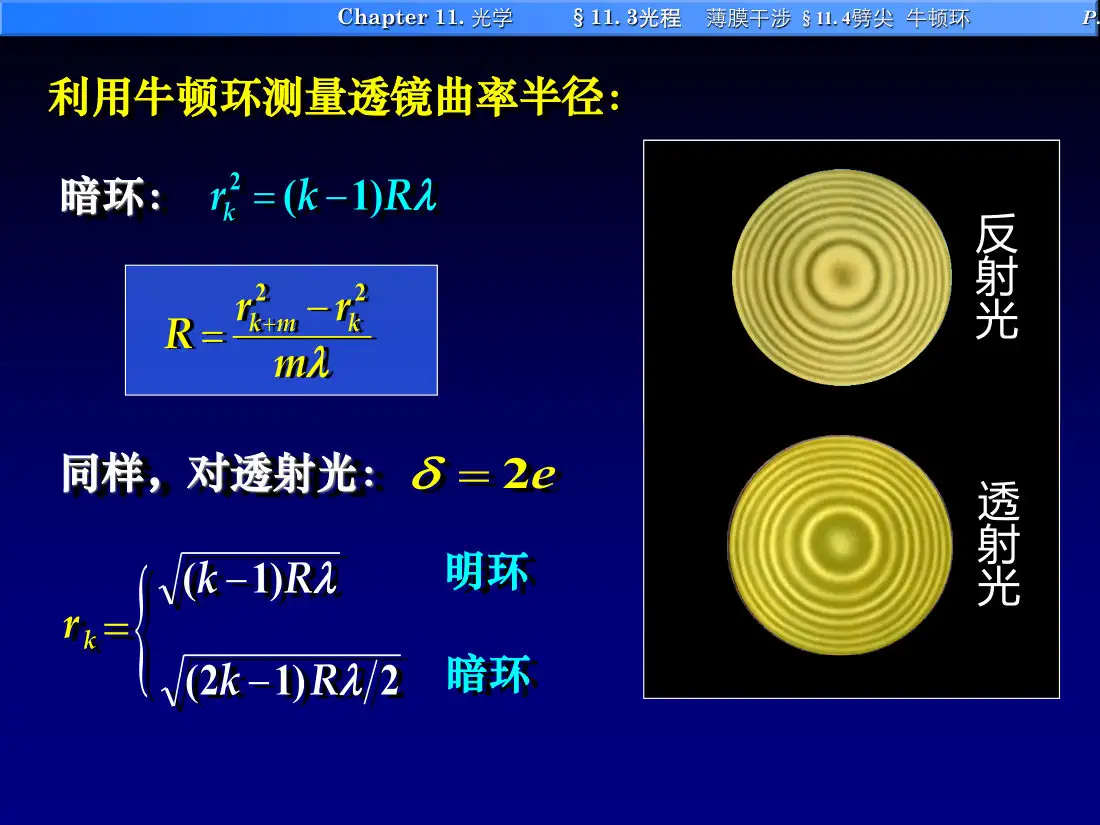 Chapter 11. 光学 §11. 3光程 薄膜干涉 §11. 4劈尖 牛顿环 P.
利用牛顿环测量透镜曲率半径：
暗环： r_k^2 = (k − 1)Rλ
R = (r_{k+m}^2 − r_k^2) / mλ
同样，对透射光： δ = 2e
r_k = { √((k − 1)Rλ) 明环
√((2k − 1)Rλ/2) 暗环
反射光
透射光